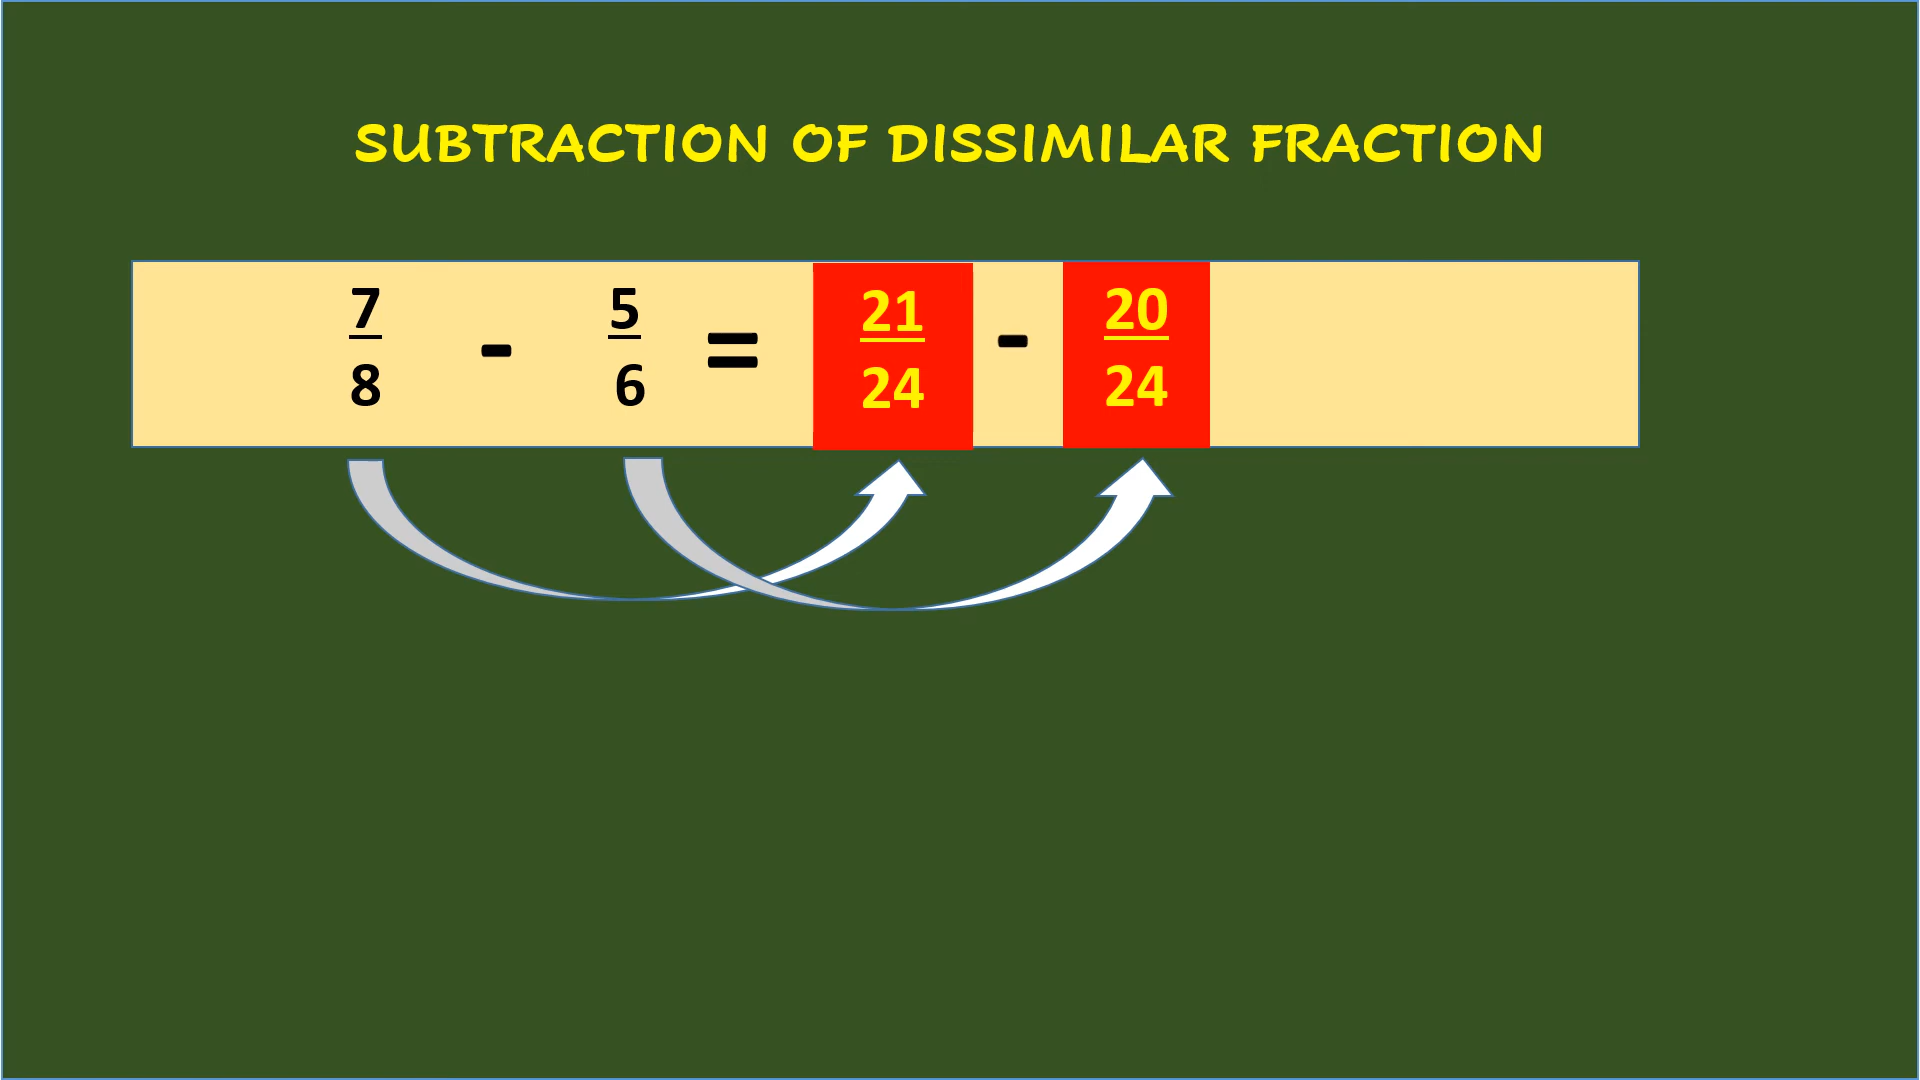 SUBTRACTION OF DISSIMILAR FRACTION
7 5 21 20
- = -
8 6 24 24